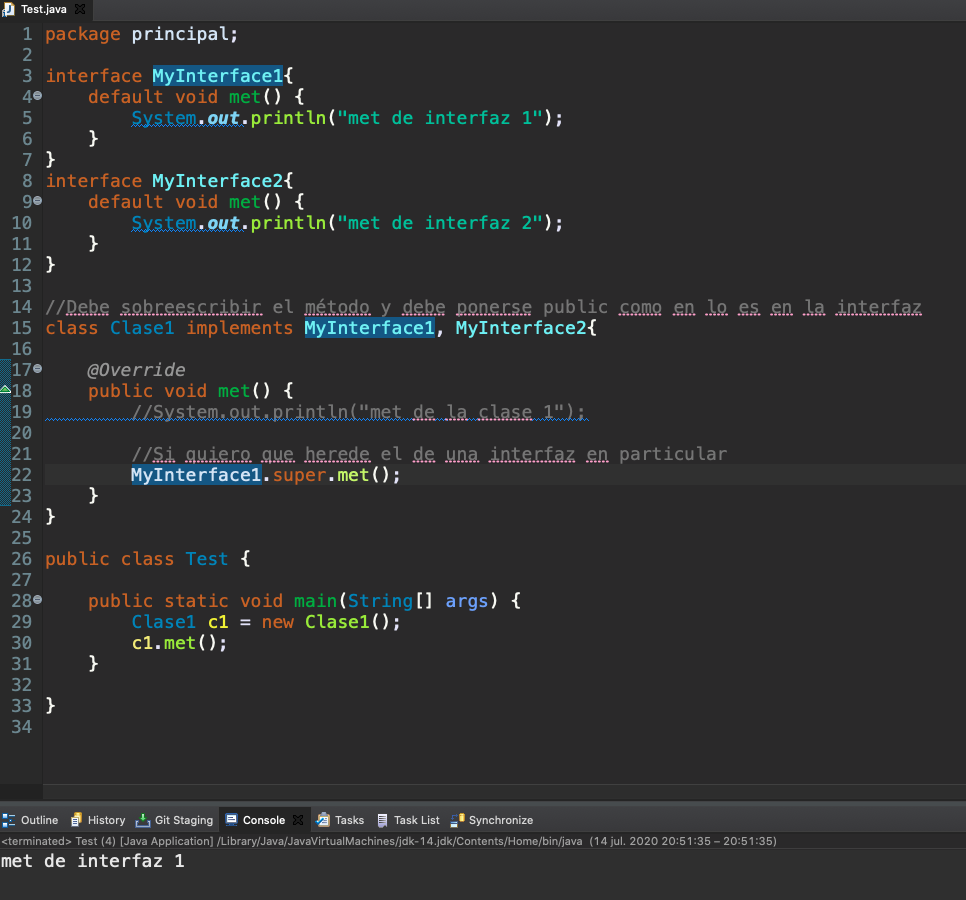 Test.java
1 package principal;
2
3 interface MyInterface1{
4 default void met() {
5 System.out.println("met de interfaz 1");
6 }
7 }
8 interface MyInterface2{
9 default void met() {
10 System.out.println("met de interfaz 2");
11 }
12 }
13
14 //Debe sobreescribir el método y debe ponerse public como en lo es en la interfaz
15 class Clase1 implements MyInterface1, MyInterface2{
16
17 @Override
18 public void met() {
19 //System.out.println("met de la clase 1");
20
21 //Si quiero que herede el de una interfaz en particular
22 MyInterface1.super.met();
23 }
24 }
25
26 public class Test {
27
28 public static void main(String[] args) {
29 Clase1 c1 = new Clase1();
30 c1.met();
31 }
32
33 }
34
Outline History Git Staging Console Tasks Task List Synchronize
<terminated> Test (4) [Java Application] /Library/Java/JavaVirtualMachines/jdk-14.jdk/Contents/Home/bin/java (14 jul. 2020 20:51:35 – 20:51:35)
met de interfaz 1